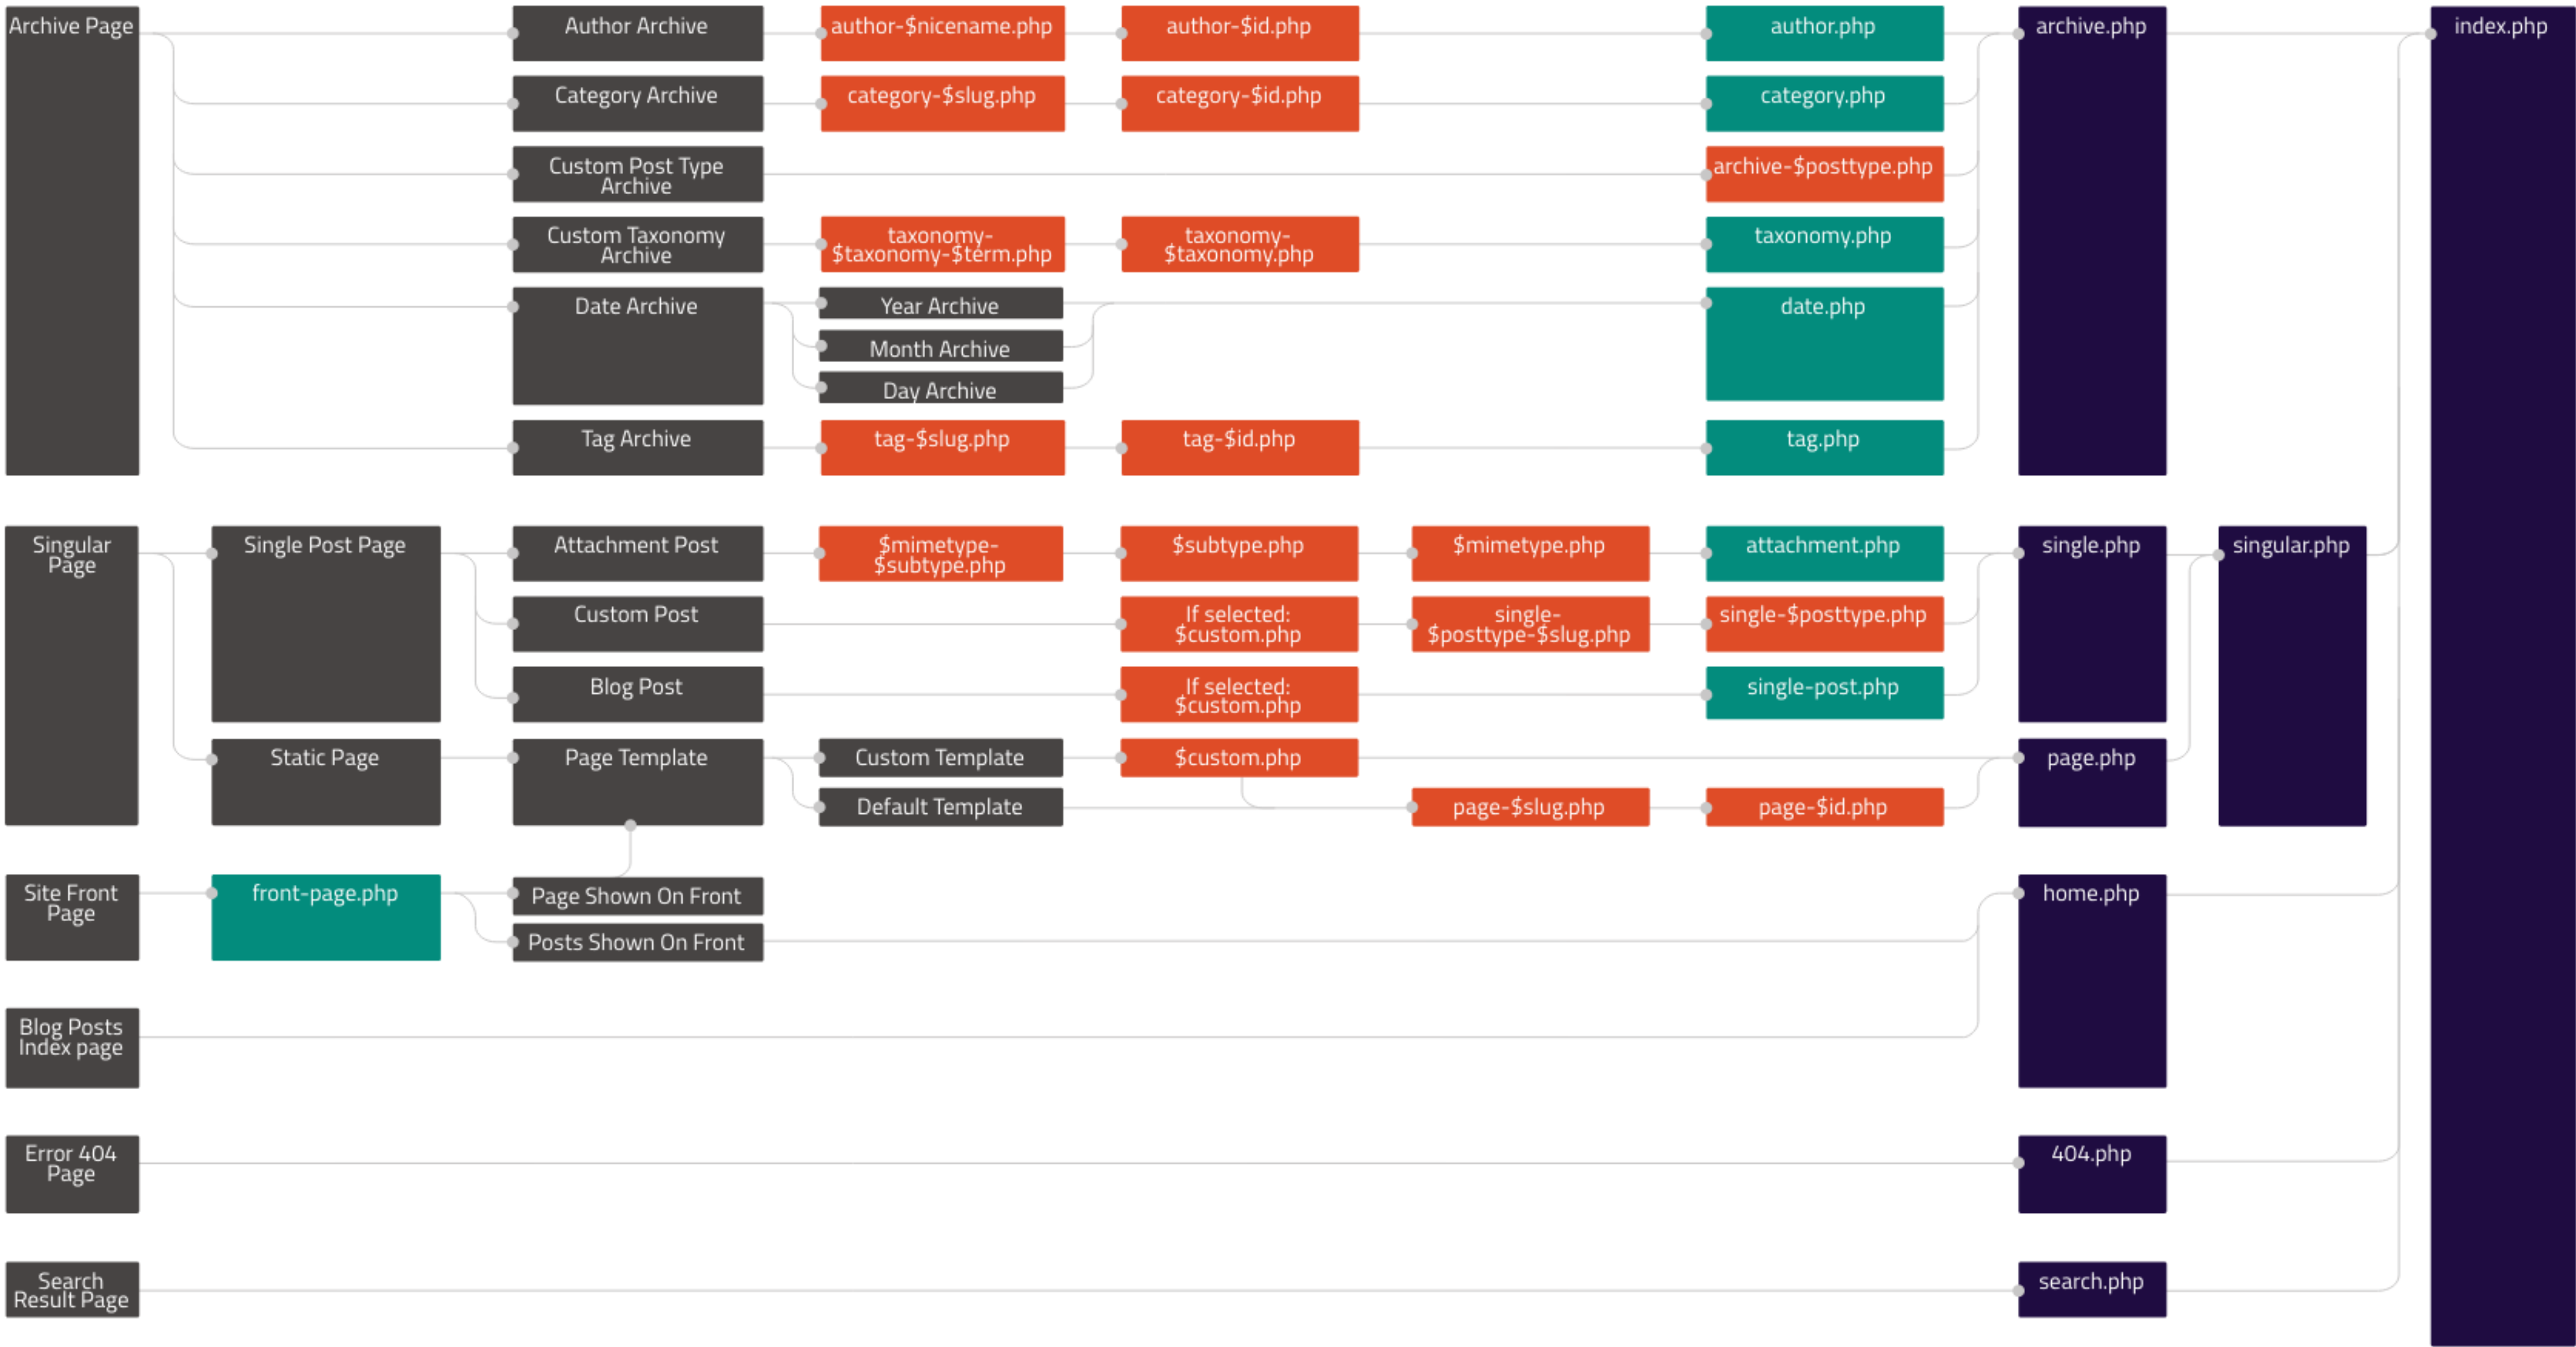 Archive Page
Author Archive
author-$nicename.php
author-$id.php
author.php
archive.php
index.php
Category Archive
category-$slug.php
category-$id.php
category.php
Custom Post Type
Archive
archive-$posttype.php
Custom Taxonomy
Archive
taxonomy-
$taxonomy-$term.php
taxonomy-
$taxonomy.php
taxonomy.php
Date Archive
Year Archive
date.php
Month Archive
Day Archive
Tag Archive
tag-$slug.php
tag-$id.php
tag.php
Singular
Page
Single Post Page
Attachment Post
$mimetype-
$subtype.php
$subtype.php
$mimetype.php
attachment.php
single.php
singular.php
Custom Post
If selected:
$custom.php
single-
$posttype-$slug.php
single-$posttype.php
Blog Post
If selected:
$custom.php
single-post.php
Static Page
Page Template
Custom Template
$custom.php
page.php
Default Template
page-$slug.php
page-$id.php
Site Front
Page
front-page.php
Page Shown On Front
home.php
Posts Shown On Front
Blog Posts
Index page
Error 404
Page
404.php
Search
Result Page
search.php